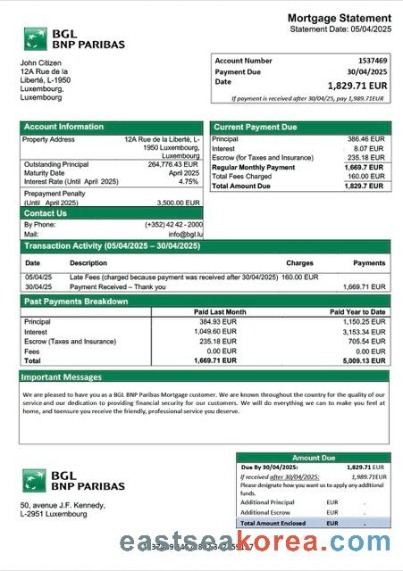 Mortgage Statement
Statement Date: 05/04/2025
BGL
BNP PARIBAS
John Citizen
12A Rue de la
Liberté, L-1950
Luxembourg,
Luxembourg
Account Number 1537469
Payment Due 30/04/2025
Date 1,829.71 EUR
If payment is received after 30/04/25, pay 1,989.71EUR
Account Information
Property Address 12A Rue de la Liberté, L-
1950 Luxembourg,
Luxembourg
Outstanding Principal 264,776.43 EUR
Maturity Date April 2025
Interest Rate (Until April 2025) 4.75%
Prepayment Penalty
(Until April 2025) 3,500.00 EUR
Contact Us
By Phone: (+352) 42 42 - 2000
Mail: info@bgl.lu
Current Payment Due
Principal 386.46 EUR
Interest 8.07 EUR
Escrow (for Taxes and Insurance) 235.18 EUR
Regular Monthly Payment 1,669.7 EUR
Total Fees Charged 160.00 EUR
Total Amount Due 1,829.7 EUR
Transaction Activity (05/04/2025 – 30/04/2025)
Date Description Charges Payments
05/04/25 Late Fees (charged because payment was received after 30/04/2025) 160.00 EUR
30/04/25 Payment Received – Thank you 1,669.71 EUR
Past Payments Breakdown
Paid Last Month Paid Year to Date
Principal 384.93 EUR 1,150.25 EUR
Interest 1,049.60 EUR 3,153.34 EUR
Escrow (Taxes and Insurance) 235.18 EUR 705.54 EUR
Fees 0.00 EUR 0.00 EUR
Total 1,669.71 EUR 5,009.13 EUR
Important Messages
We are pleased to have you as a BGL BNP Paribas Mortgage customer. We are known throughout the country for the quality of our
service and our dedication to providing financial security for our customers. We will do everything we can to make you feel at
home, and toensure you receive the friendly, professional service you deserve.
BGL
BNP PARIBAS
50, avenue J.F. Kennedy,
L-2951 Luxembourg
Amount Due
Due By 30/04/2025: 1,829.71 EUR
If received after 30/04/2025: 1,989.71EUR
Please designate how you want us to apply any additional
funds.
Additional Principal EUR .
Additional Escrow EUR .
Total Amount Enclosed EUR .
eastseakorea.com